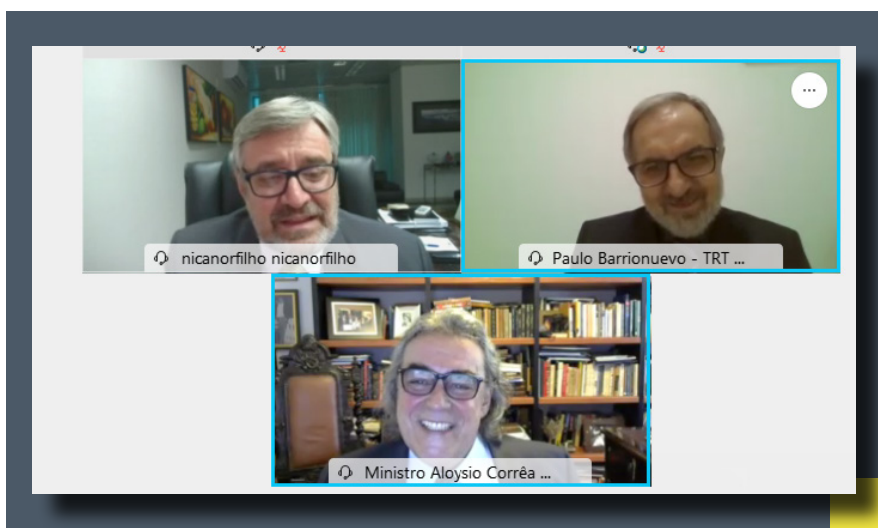 nicanorfilho nicanorfilho
Paulo Barrionuevo - TRT ...
Ministro Aloysio Corrêa ...